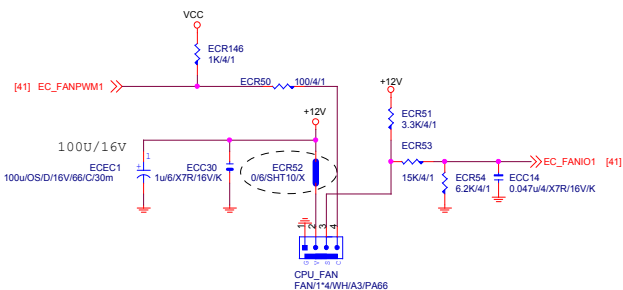 VCC
ECR146
1K/4/1
[41] EC_FANPWM1
ECR50
100/4/1
+12V
ECR51
3.3K/4/1
+12V
ECR53
15K/4/1
EC_FANIO1 [41]
100U/16V
1
+
ECEC1
100u/OS/D/16V/66/C/30m
ECC30
1u/6/X7R/16V/K
ECR52
0/6/SHT10/X
ECR54
6.2K/4/1
ECC14
0.047u/4/X7R/16V/K
1 2 3 4
G V S C
CPU_FAN
FAN/1*4/WH/A3/PA66